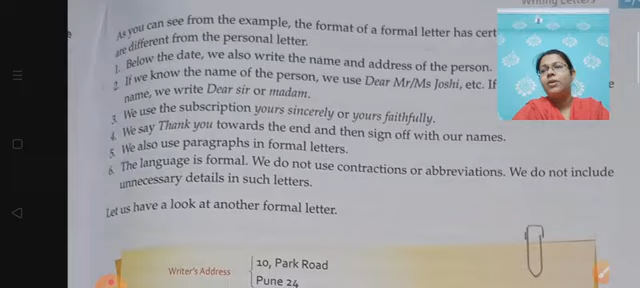 Writing Letters
As you can see from the example, the format of a formal letter has cert
are different from the personal letter.
1. Below the date, we also write the name and address of the person.
2. If we know the name of the person, we use Dear Mr/Ms Joshi, etc. If
name, we write Dear sir or madam.
3. We use the subscription yours sincerely or yours faithfully.
4. We say Thank you towards the end and then sign off with our names.
5. We also use paragraphs in formal letters.
6. The language is formal. We do not use contractions or abbreviations. We do not include
unnecessary details in such letters.
Let us have a look at another formal letter.
Writer's Address
10, Park Road
Pune 24